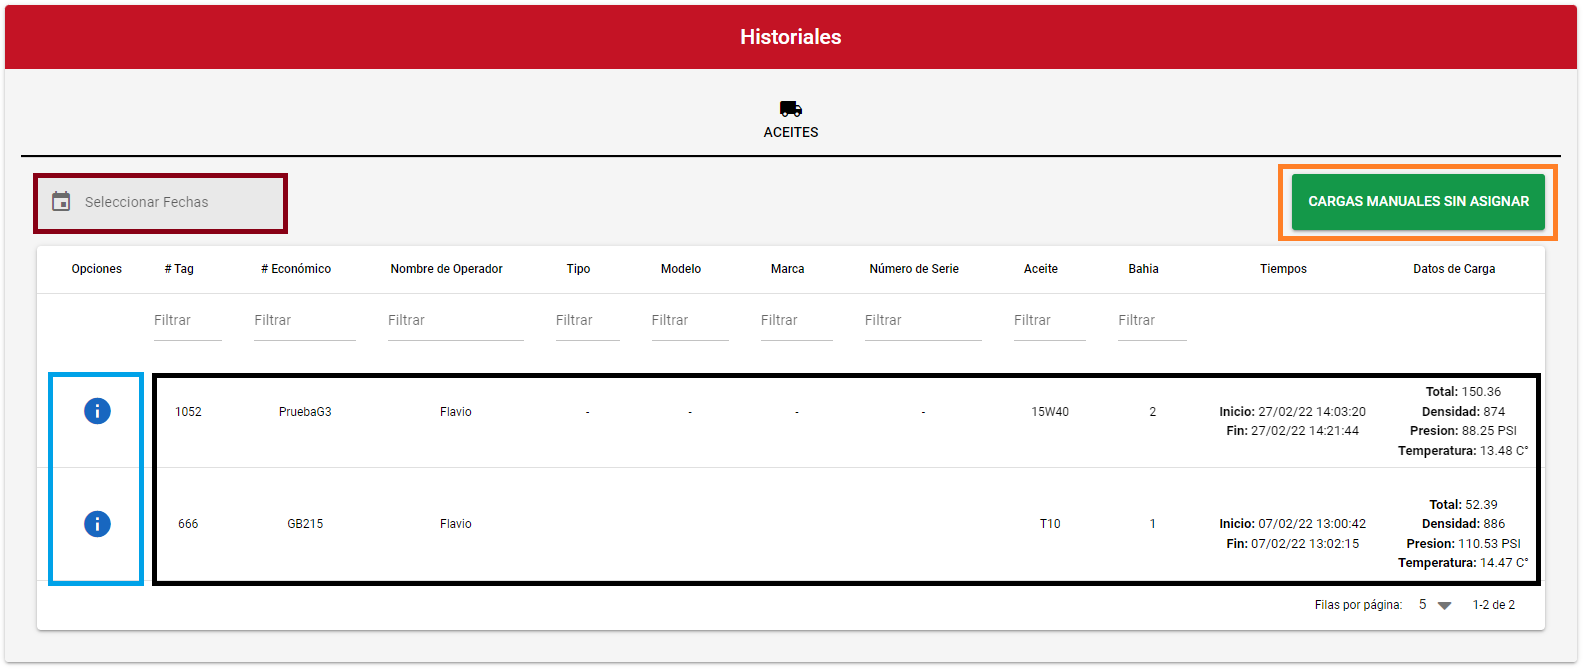 Historiales
ACEITES
Seleccionar Fechas
CARGAS MANUALES SIN ASIGNAR
Opciones # Tag # Económico Nombre de Operador Tipo Modelo Marca Número de Serie Aceite Bahia Tiempos Datos de Carga
Filtrar Filtrar Filtrar Filtrar Filtrar Filtrar Filtrar Filtrar Filtrar
Total: 150.36
1052 PruebaG3 Flavio - - - - 15W40 2 Inicio: 27/02/22 14:03:20 Densidad: 874
Fin: 27/02/22 14:21:44 Presion: 88.25 PSI
Temperatura: 13.48 C°
Total: 52.39
666 GB215 Flavio T10 1 Inicio: 07/02/22 13:00:42 Densidad: 886
Fin: 07/02/22 13:02:15 Presion: 110.53 PSI
Temperatura: 14.47 C°
Filas por página: 5 1-2 de 2